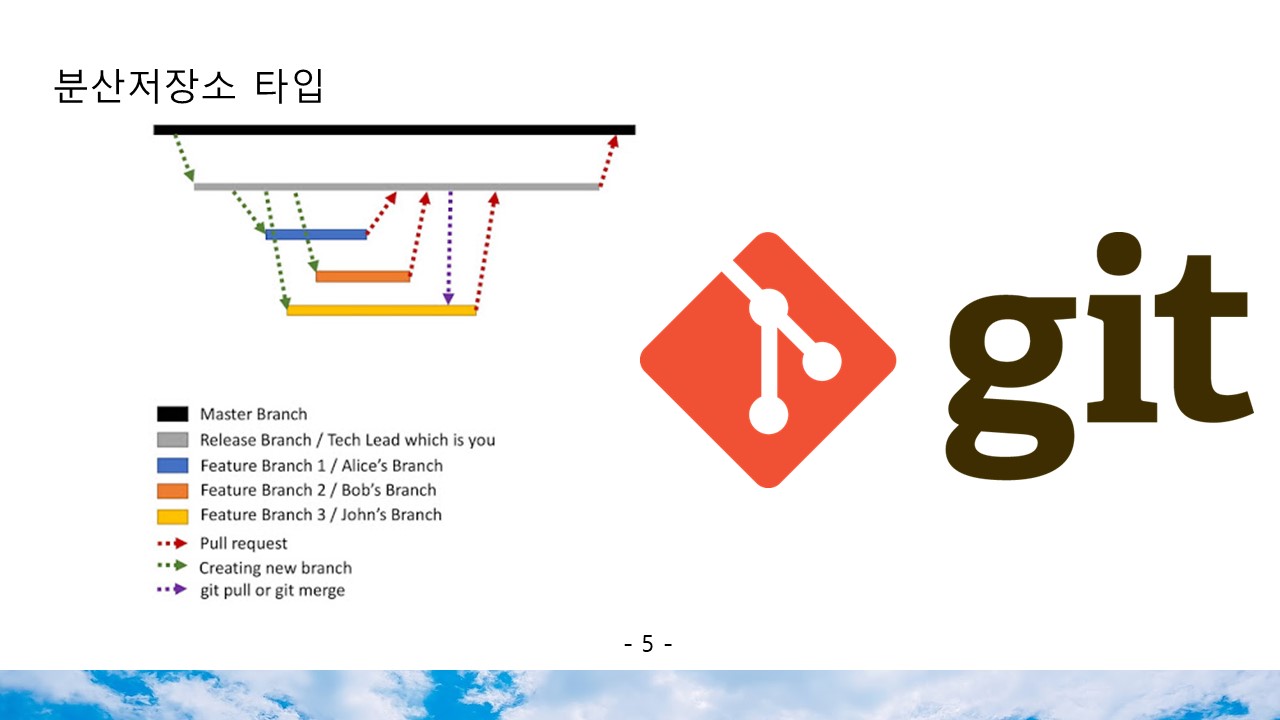 분산저장소 타입
Master Branch
Release Branch / Tech Lead which is you
Feature Branch 1 / Alice's Branch
Feature Branch 2 / Bob's Branch
Feature Branch 3 / John's Branch
Pull request
Creating new branch
git pull or git merge
git
- 5 -